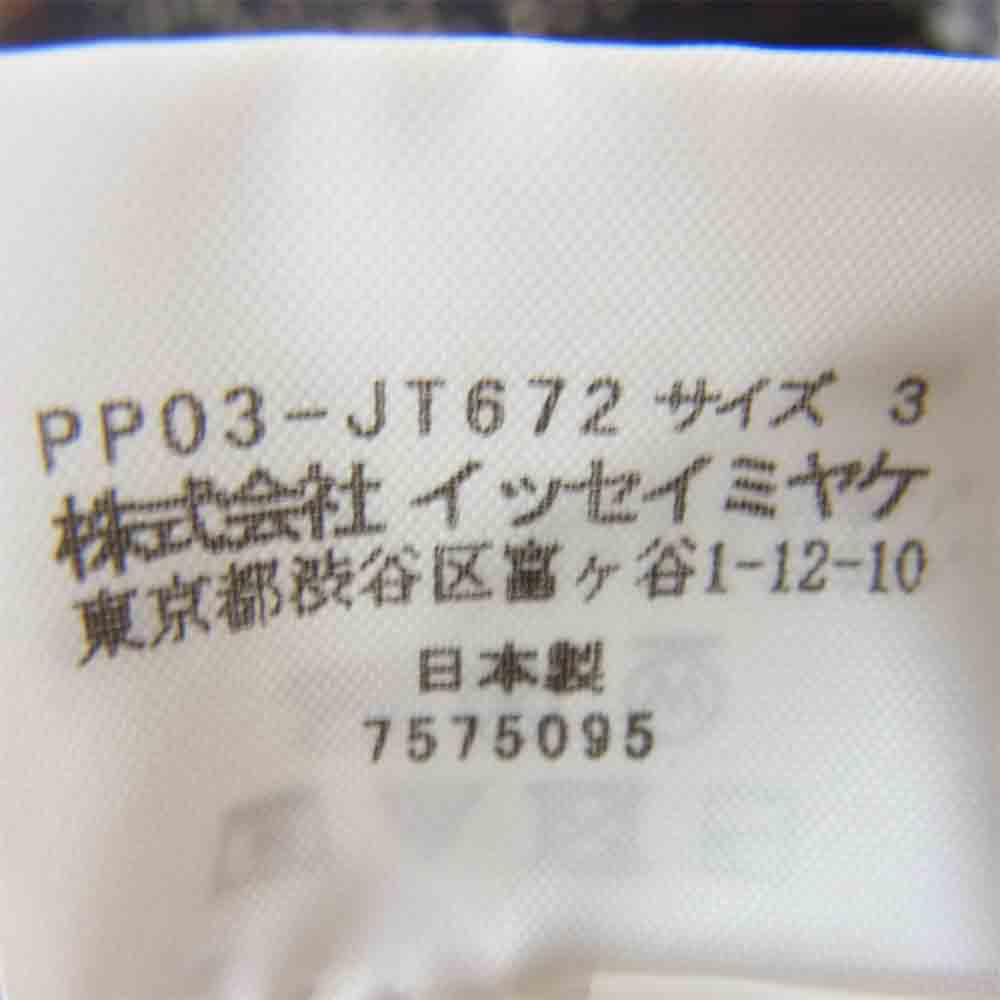 PP03-JT672 サイズ 3
株式会社 イッセイミヤケ
東京都渋谷区富ヶ谷1-12-10
日本製
7575095